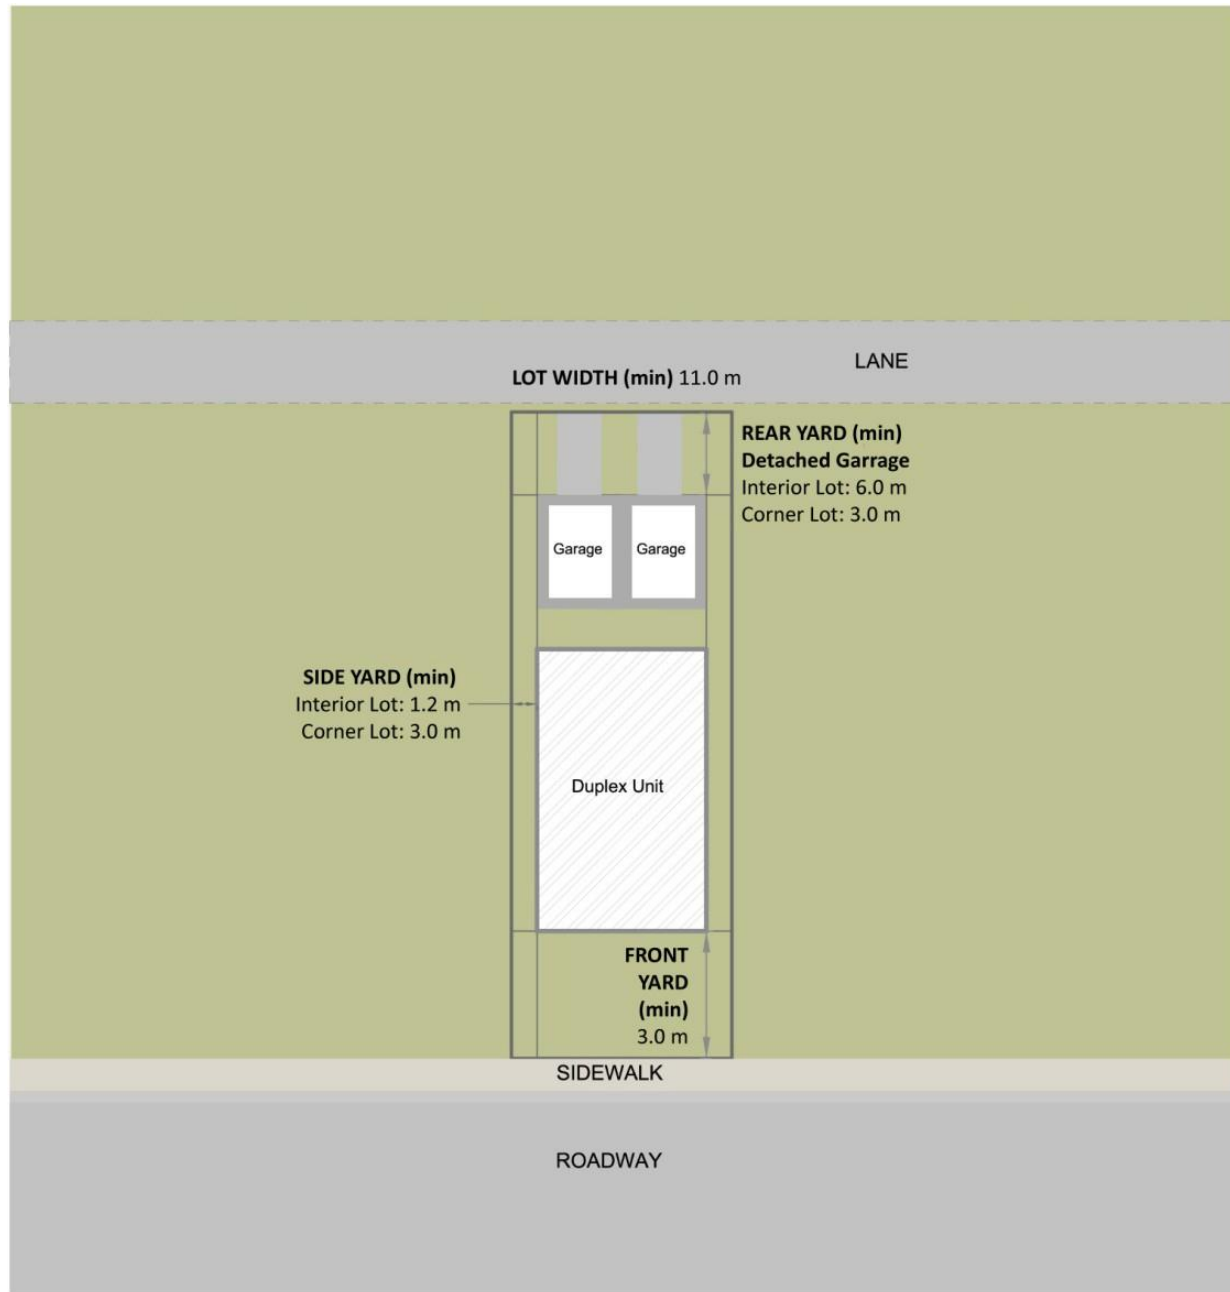 LANE
LOT WIDTH (min) 11.0 m
REAR YARD (min)
Detached Garrage
Interior Lot: 6.0 m
Corner Lot: 3.0 m
Garage
Garage
SIDE YARD (min)
Interior Lot: 1.2 m
Corner Lot: 3.0 m
Duplex Unit
FRONT
YARD
(min)
3.0 m
SIDEWALK
ROADWAY